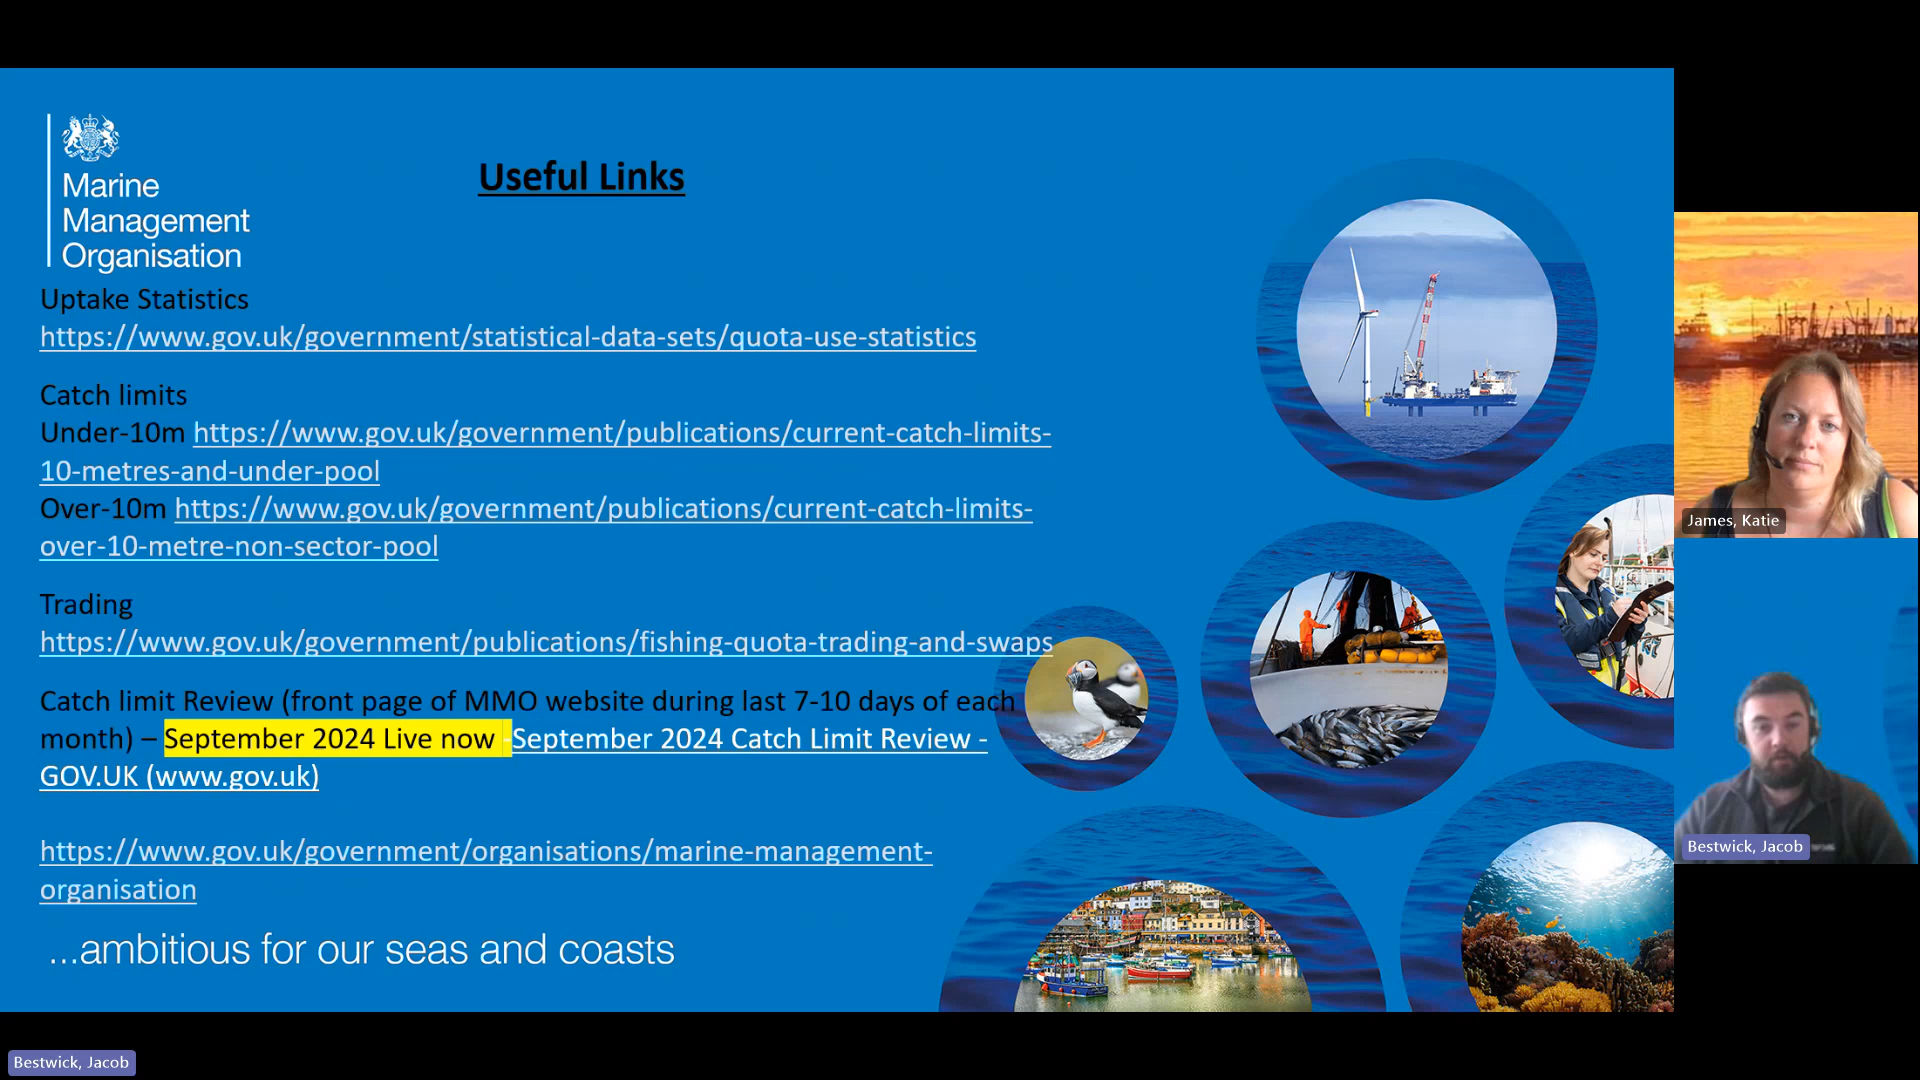 Marine
Management
Organisation
Useful Links
Uptake Statistics
https://www.gov.uk/government/statistical-data-sets/quota-use-statistics
Catch limits
Under-10m https://www.gov.uk/government/publications/current-catch-limits-
10-metres-and-under-pool
Over-10m https://www.gov.uk/government/publications/current-catch-limits-
over-10-metre-non-sector-pool
Trading
https://www.gov.uk/government/publications/fishing-quota-trading-and-swaps
Catch limit Review (front page of MMO website during last 7-10 days of each
month) – September 2024 Live now -September 2024 Catch Limit Review -
GOV.UK (www.gov.uk)
https://www.gov.uk/government/organisations/marine-management-
organisation
...ambitious for our seas and coasts
James, Katie
Bestwick, Jacob
Bestwick, Jacob